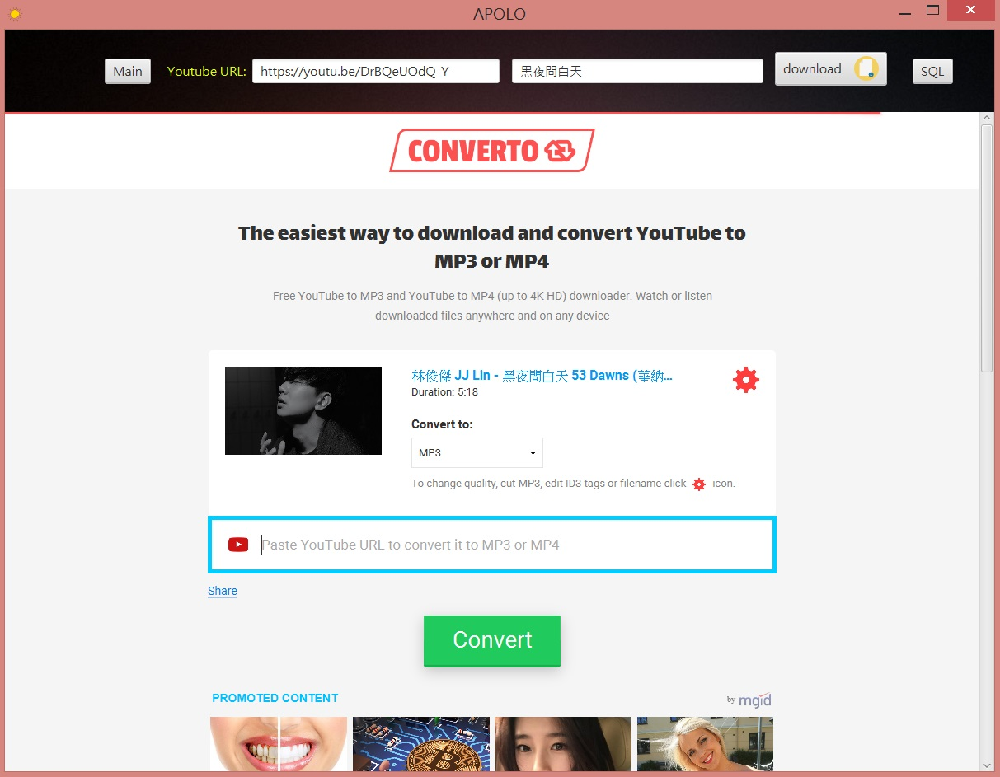 APOLO
Main
Youtube URL:
https://youtu.be/DrBQeUOdQ_Y
黑夜問白天
download
SQL
CONVERTO
The easiest way to download and convert YouTube to
MP3 or MP4
Free YouTube to MP3 and YouTube to MP4 (up to 4K HD) downloader. Watch or listen
downloaded files anywhere and on any device
林俊傑 JJ Lin - 黑夜問白天 53 Dawns (華納...
Duration: 5:18
Convert to:
MP3
To change quality, cut MP3, edit ID3 tags or filename click icon.
Paste YouTube URL to convert it to MP3 or MP4
Share
Convert
PROMOTED CONTENT
by mgid